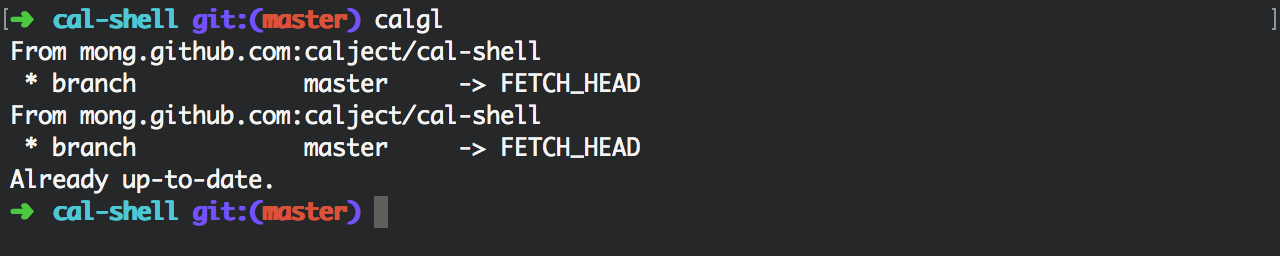 [➜ cal-shell git:(master) calgl ]
From mong.github.com:calject/cal-shell
 * branch            master     -> FETCH_HEAD
From mong.github.com:calject/cal-shell
 * branch            master     -> FETCH_HEAD
Already up-to-date.
➜ cal-shell git:(master)